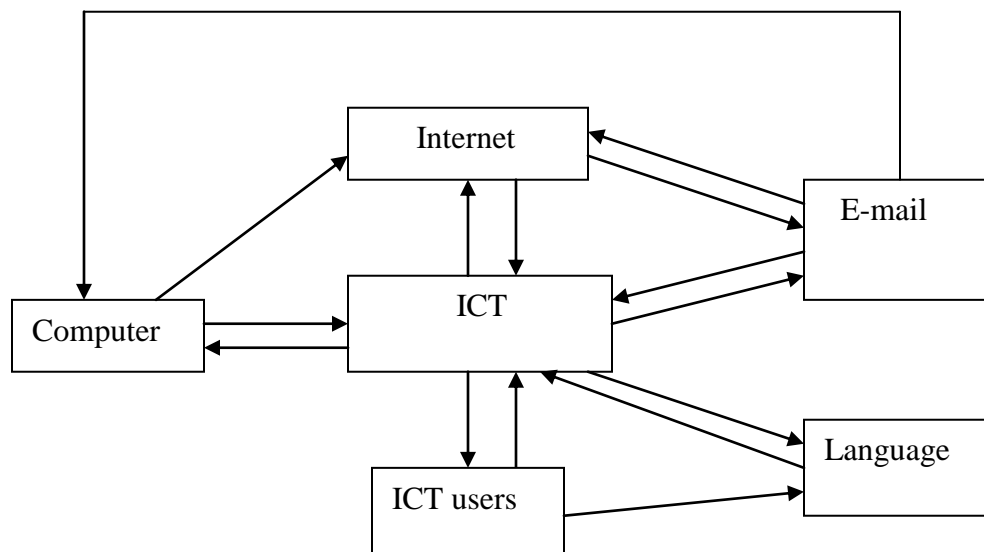 Internet
E-mail
ICT
Computer
Language
ICT users